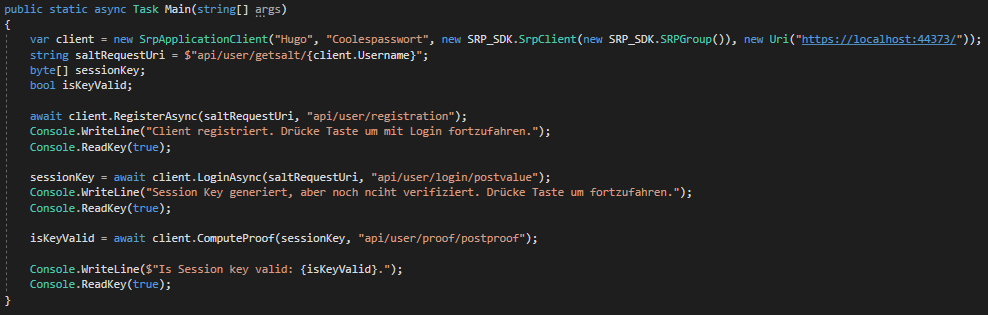 public static async Task Main(string[] args)
{
var client = new SrpApplicationClient("Hugo", "Coolespasswort", new SRP_SDK.SrpClient(new SRP_SDK.SRPGroup()), new Uri("https://localhost:44373/"));
string saltRequestUri = $"api/user/getsalt/{client.Username}";
byte[] sessionKey;
bool isKeyValid;
await client.RegisterAsync(saltRequestUri, "api/user/registration");
Console.WriteLine("Client registriert. Drücke Taste um mit Login fortzufahren.");
Console.ReadKey(true);
sessionKey = await client.LoginAsync(saltRequestUri, "api/user/login/postvalue");
Console.WriteLine("Session Key generiert, aber noch nciht verifiziert. Drücke Taste um fortzufahren.");
Console.ReadKey(true);
isKeyValid = await client.ComputeProof(sessionKey, "api/user/proof/postproof");
Console.WriteLine($"Is Session key valid: {isKeyValid}.");
Console.ReadKey(true);
}